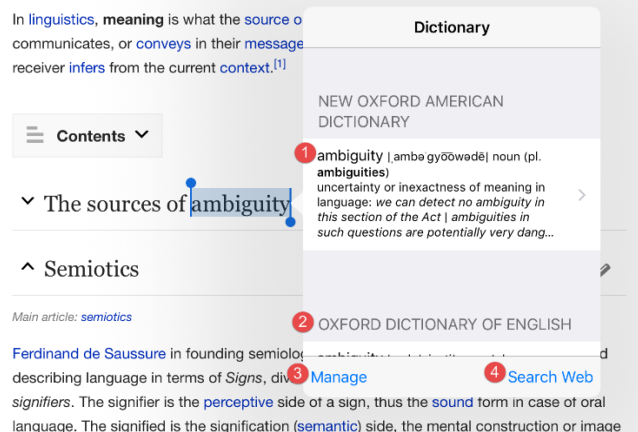 In linguistics, meaning is what the source o
communicates, or conveys in their message
receiver infers from the current context.[1]
Contents
The sources of ambiguity
Semiotics
Main article: semiotics
Ferdinand de Saussure in founding semiolog
describing language in terms of Signs, div
signifiers. The signifier is the perceptive side of a sign, thus the sound form in case of oral
language. The signified is the signification (semantic) side, the mental construction or image
Dictionary
NEW OXFORD AMERICAN
DICTIONARY
1
ambiguity |ˌambəˈgyo͞owədē| noun (pl.
ambiguities)
uncertainty or inexactness of meaning in
language: we can detect no ambiguity in
this section of the Act | ambiguities in
such questions are potentially very dang...
2 OXFORD DICTIONARY OF ENGLISH
3 Manage
4 Search Web